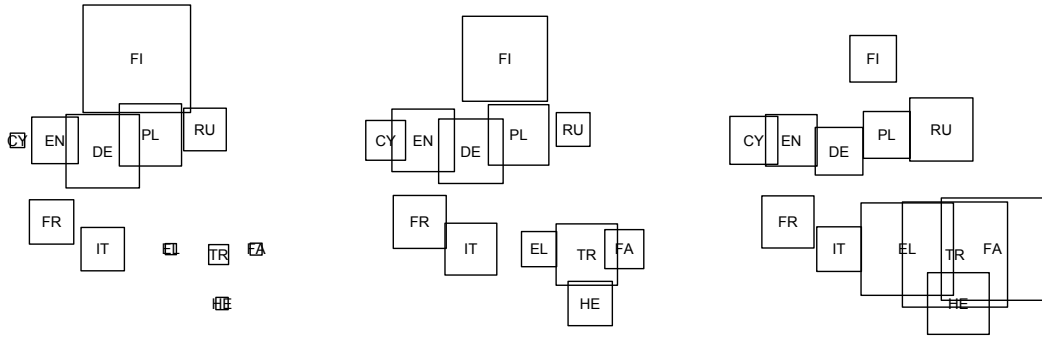 FI
CY EN DE PL RU
FR IT EL TR FA
HE
FI
CY EN DE PL RU
FR IT EL TR FA
HE
FI
CY EN DE PL RU
FR IT EL TR FA
HE